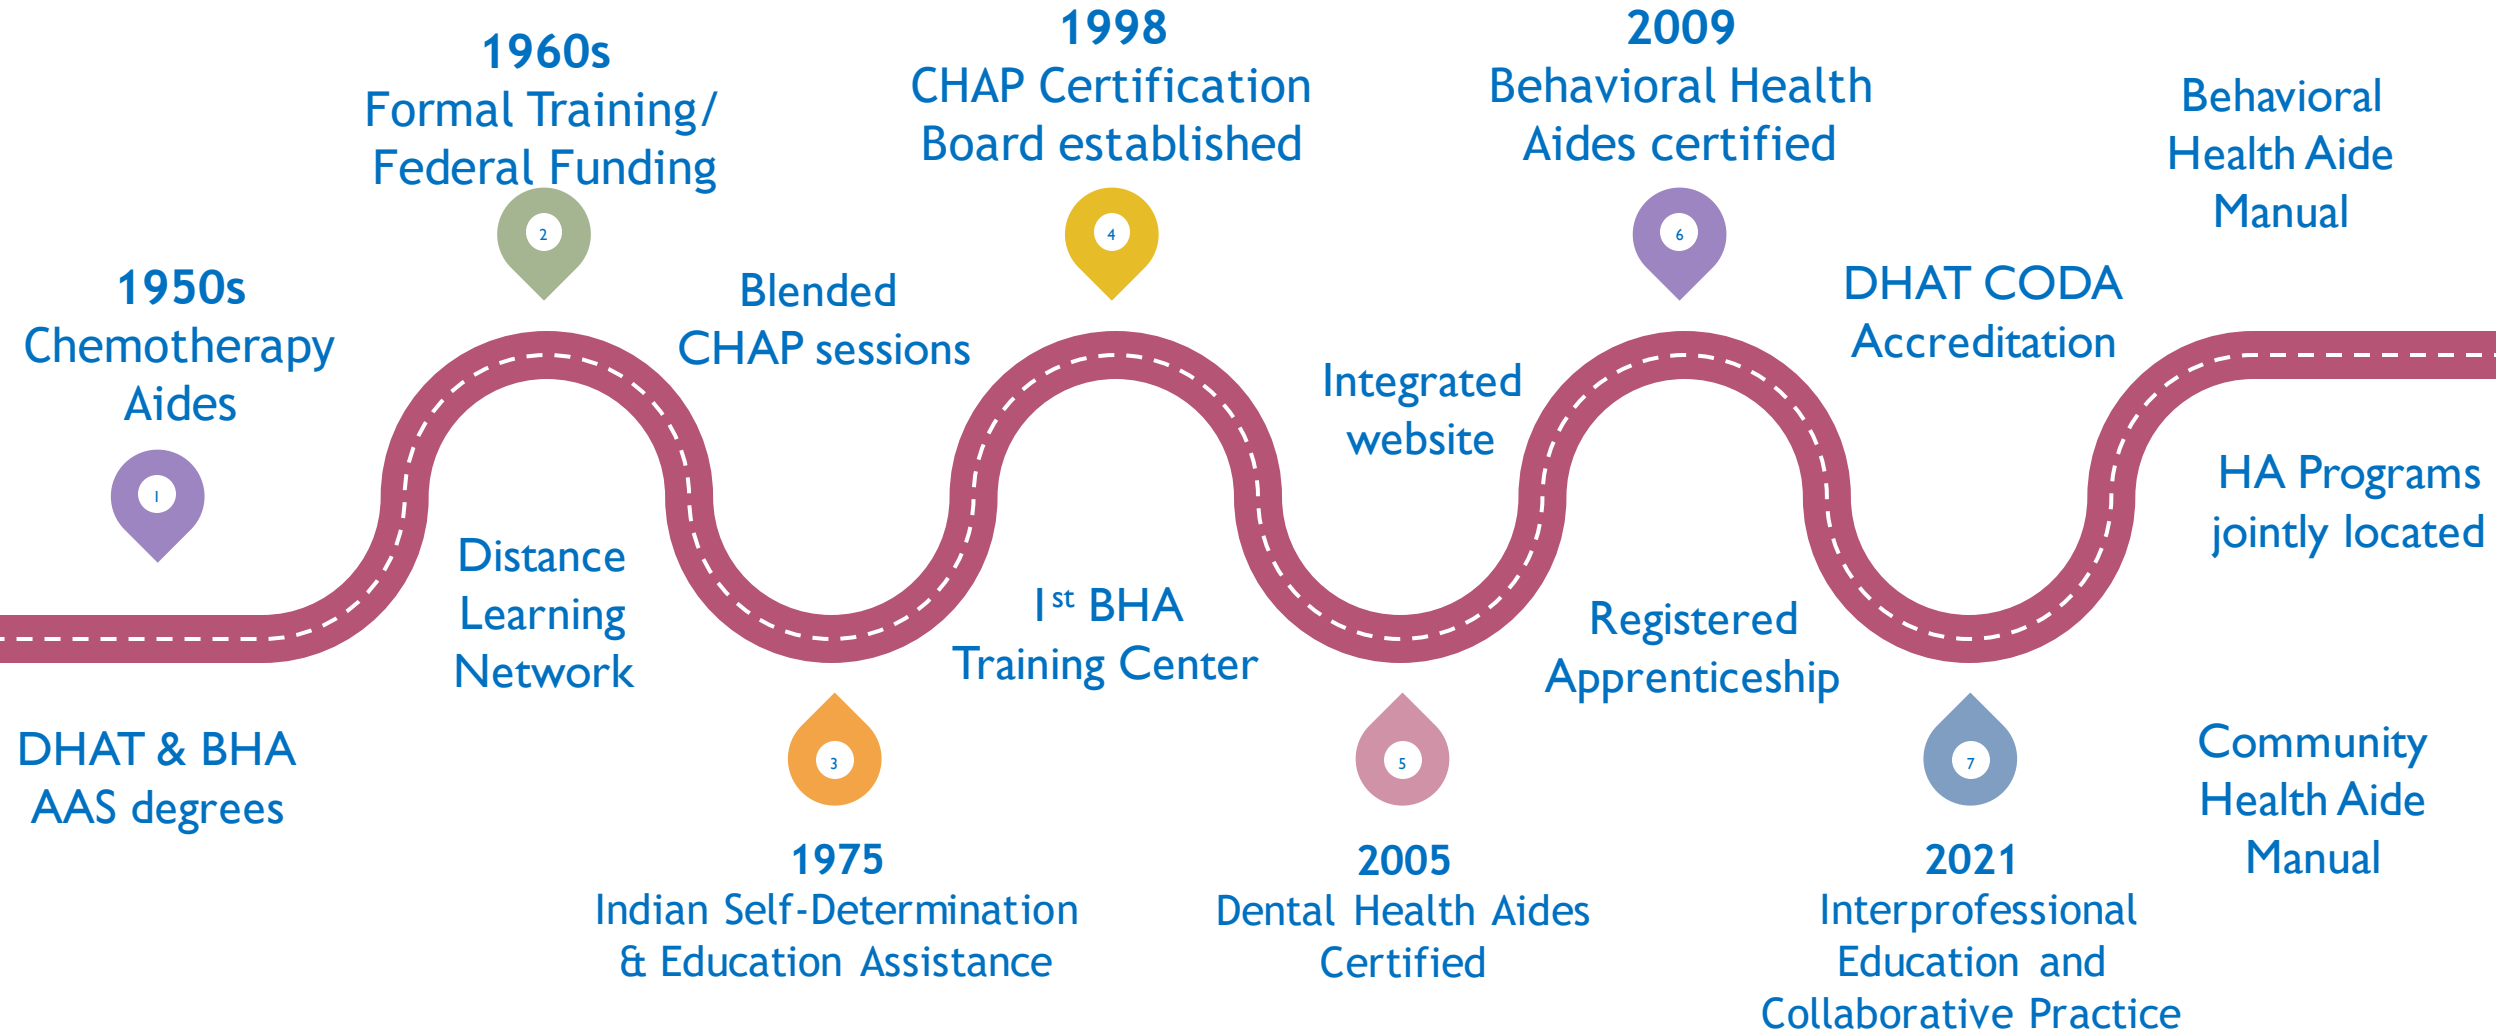 1950s
Chemotherapy
Aides
1
1960s
Formal Training/
Federal Funding
2
1975
Indian Self-Determination
& Education Assistance
3
1998
CHAP Certification
Board established
4
2005
Dental Health Aides
Certified
5
2009
Behavioral Health
Aides certified
6
2021
Interprofessional
Education and
Collaborative Practice
7
DHAT & BHA
AAS degrees
Distance
Learning
Network
Blended
CHAP sessions
1st BHA
Training Center
Integrated
website
Registered
Apprenticeship
DHAT CODA
Accreditation
Behavioral
Health Aide
Manual
HA Programs
jointly located
Community
Health Aide
Manual